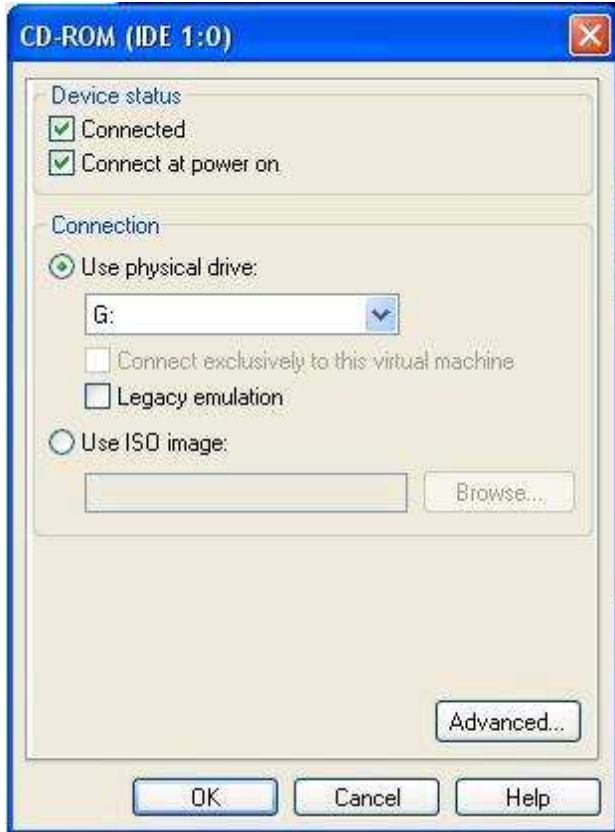 CD-ROM (IDE 1:0)
Device status
Connected
Connect at power on
Connection
Use physical drive:
G:
Connect exclusively to this virtual machine
Legacy emulation
Use ISO image:
Browse...
Advanced...
OK Cancel Help